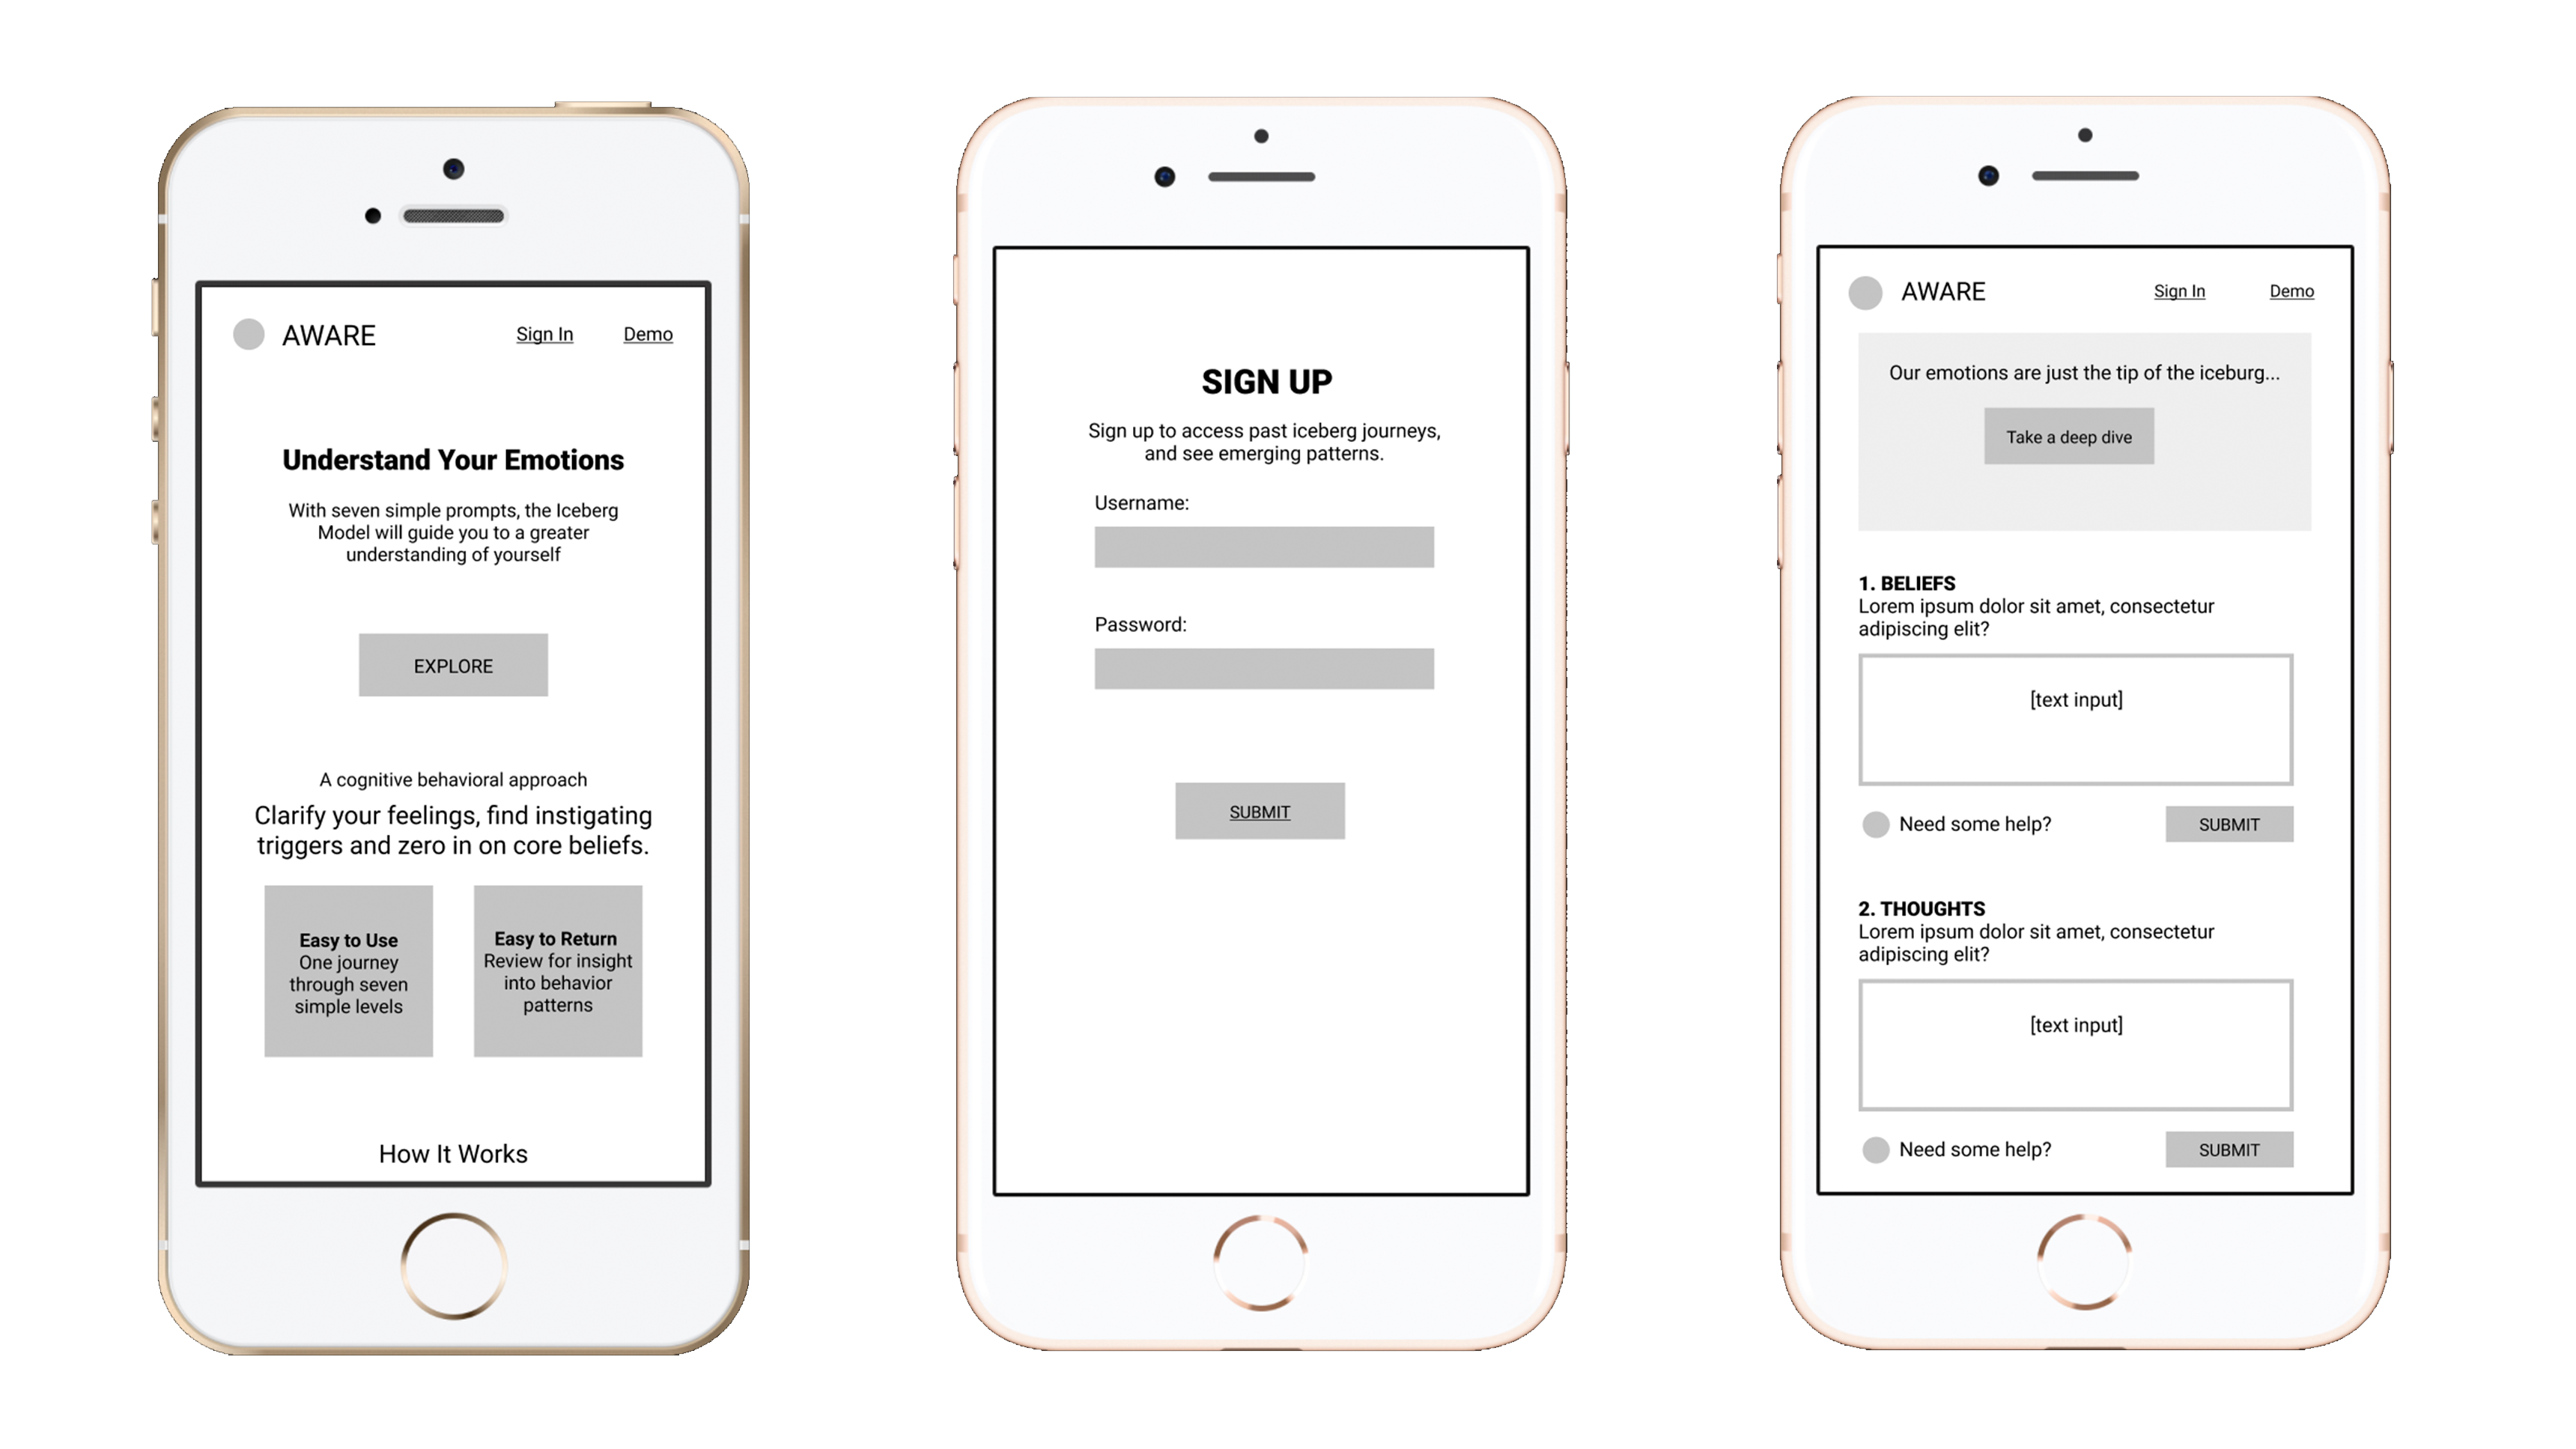 AWARE
Sign In
Demo
Understand Your Emotions
With seven simple prompts, the Iceberg
Model will guide you to a greater
understanding of yourself
EXPLORE
A cognitive behavioral approach
Clarify your feelings, find instigating
triggers and zero in on core beliefs.
Easy to Use
One journey
through seven
simple levels
Easy to Return
Review for insight
into behavior
patterns
How It Works
SIGN UP
Sign up to access past iceberg journeys,
and see emerging patterns.
Username:
Password:
SUBMIT
AWARE
Sign In
Demo
Our emotions are just the tip of the iceburg...
Take a deep dive
1. BELIEFS
Lorem ipsum dolor sit amet, consectetur
adipiscing elit?
[text input]
Need some help?
SUBMIT
2. THOUGHTS
Lorem ipsum dolor sit amet, consectetur
adipiscing elit?
[text input]
Need some help?
SUBMIT